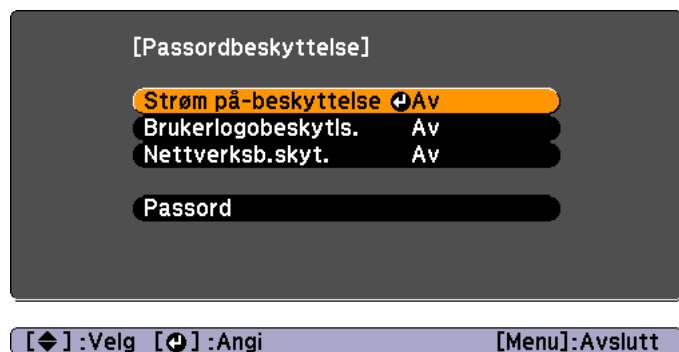 [Passordbeskyttelse]
Strøm på-beskyttelse Av
Brukerlogobeskytls. Av
Nettverksb.skyt. Av
Passord
[◆]:Velg [↵]:Angi [Menu]:Avslutt